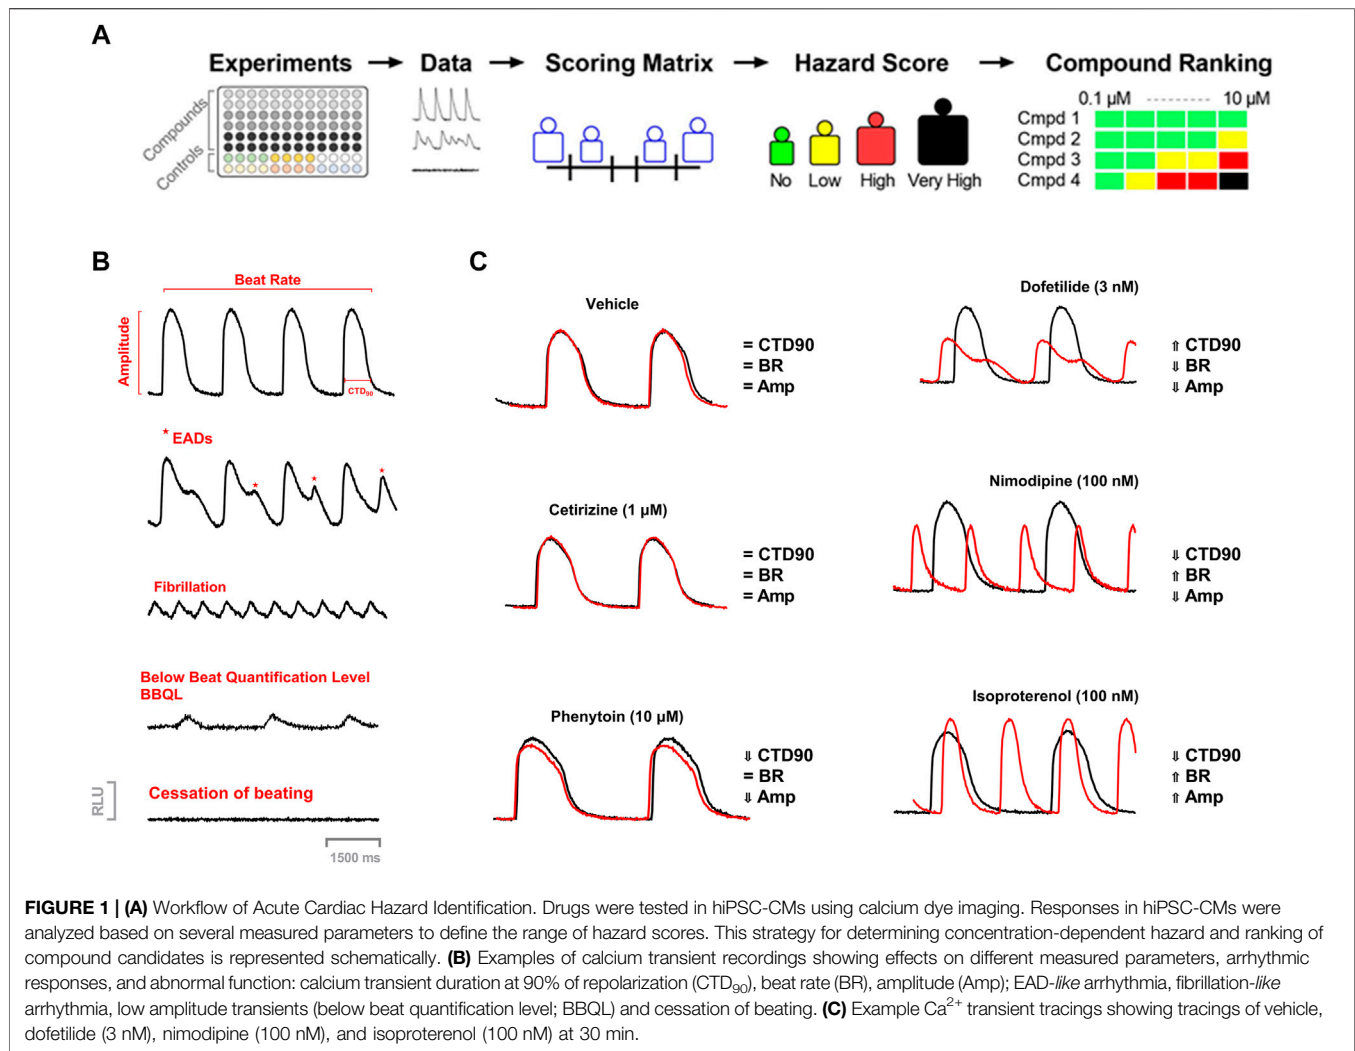 A
Experiments → Data → Scoring Matrix → Hazard Score → Compound Ranking
Compounds
Controls
No
Low
High
Very High
0.1 µM --------- 10 µM
Cmpd 1
Cmpd 2
Cmpd 3
Cmpd 4
B
Beat Rate
Amplitude
CTD90
* EADs
Fibrillation
Below Beat Quantification Level
BBQL
Cessation of beating
RLU
1500 ms
C
Vehicle
= CTD90
= BR
= Amp
Dofetilide (3 nM)
⇑ CTD90
⇓ BR
⇓ Amp
Cetirizine (1 µM)
= CTD90
= BR
= Amp
Nimodipine (100 nM)
⇓ CTD90
⇑ BR
⇓ Amp
Phenytoin (10 µM)
⇓ CTD90
= BR
⇓ Amp
Isoproterenol (100 nM)
⇓ CTD90
⇑ BR
⇑ Amp
FIGURE 1 | (A) Workflow of Acute Cardiac Hazard Identification. Drugs were tested in hiPSC-CMs using calcium dye imaging. Responses in hiPSC-CMs were
analyzed based on several measured parameters to define the range of hazard scores. This strategy for determining concentration-dependent hazard and ranking of
compound candidates is represented schematically. (B) Examples of calcium transient recordings showing effects on different measured parameters, arrhythmic
responses, and abnormal function: calcium transient duration at 90% of repolarization (CTD90), beat rate (BR), amplitude (Amp); EAD-like arrhythmia, fibrillation-like
arrhythmia, low amplitude transients (below beat quantification level; BBQL) and cessation of beating. (C) Example Ca2+ transient tracings showing tracings of vehicle,
dofetilide (3 nM), nimodipine (100 nM), and isoproterenol (100 nM) at 30 min.